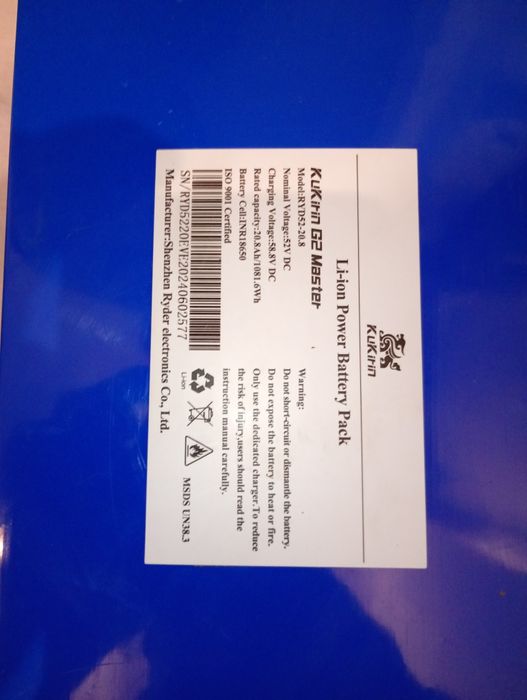 KuKirin
Li-ion Power Battery Pack
KuKirin G2 Master
Model:RYD52-20.8
Nominal Voltage:52V DC
Charging Voltage:58.8V DC
Rated capacity:20.8Ah/1081.6Wh
Battery Cell:INR18650
ISO 9001 Certified
SN/RYD5220EVE20240602577
Manufacturer:Shenzhen Ryder electronics Co., Ltd.
Warning:
Do not short-circuit or dismantle the battery.
Do not expose the battery to heat or fire.
Only use the dedicated charger.To reduce
the risk of injury,users should read the
instruction manual carefully.
Li-ion
MSDS UN38.3